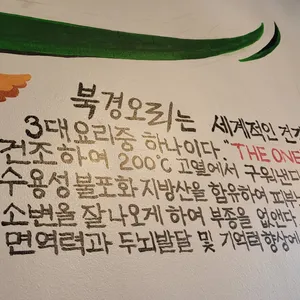 북경오리는 세계적인 건
3대 요리중 하나이다. "THE ONE
건조하여 200℃ 고열에서 구워낸다
수용성 불포화 지방산을 함유하여 피부
소변을 잘 나오게 하여 부종을 없앤다
면역력과 두뇌발달 및 기억력 향상에